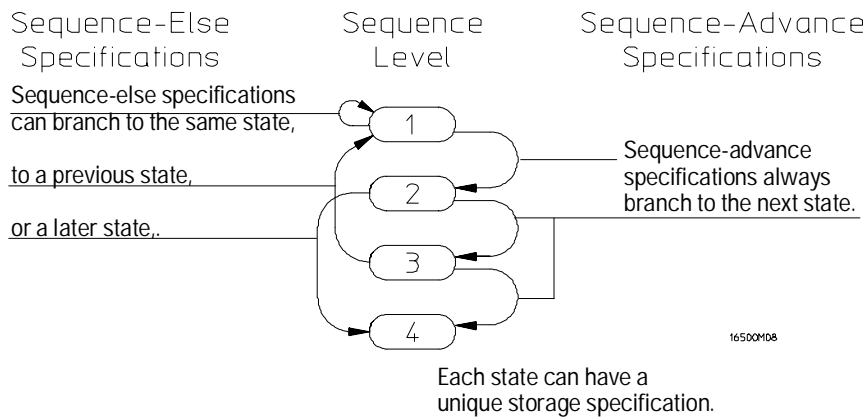 Sequence-Else
Specifications
Sequence
Level
Sequence-Advance
Specifications
Sequence-else specifications
can branch to the same state,
to a previous state,
or a later state,.
1
2
3
4
Sequence-advance
specifications always
branch to the next state.
16500M08
Each state can have a
unique storage specification.